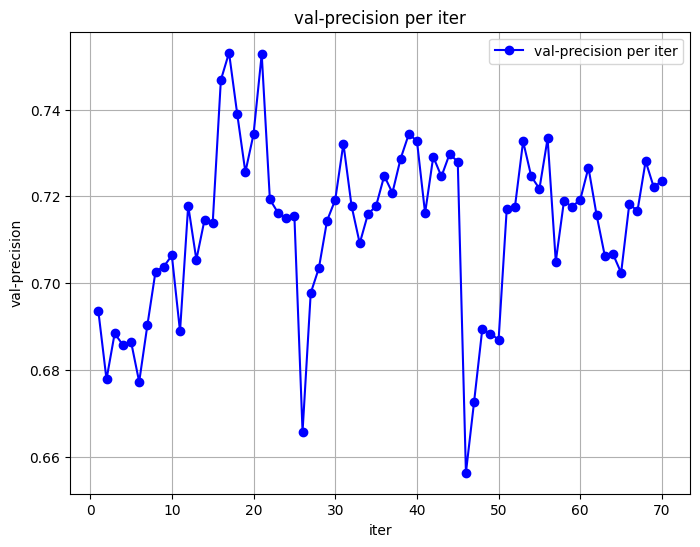 val-precision per iter
val-precision per iter
0.74
0.72
0.70
0.68
0.66
val-precision
0 10 20 30 40 50 60 70
iter